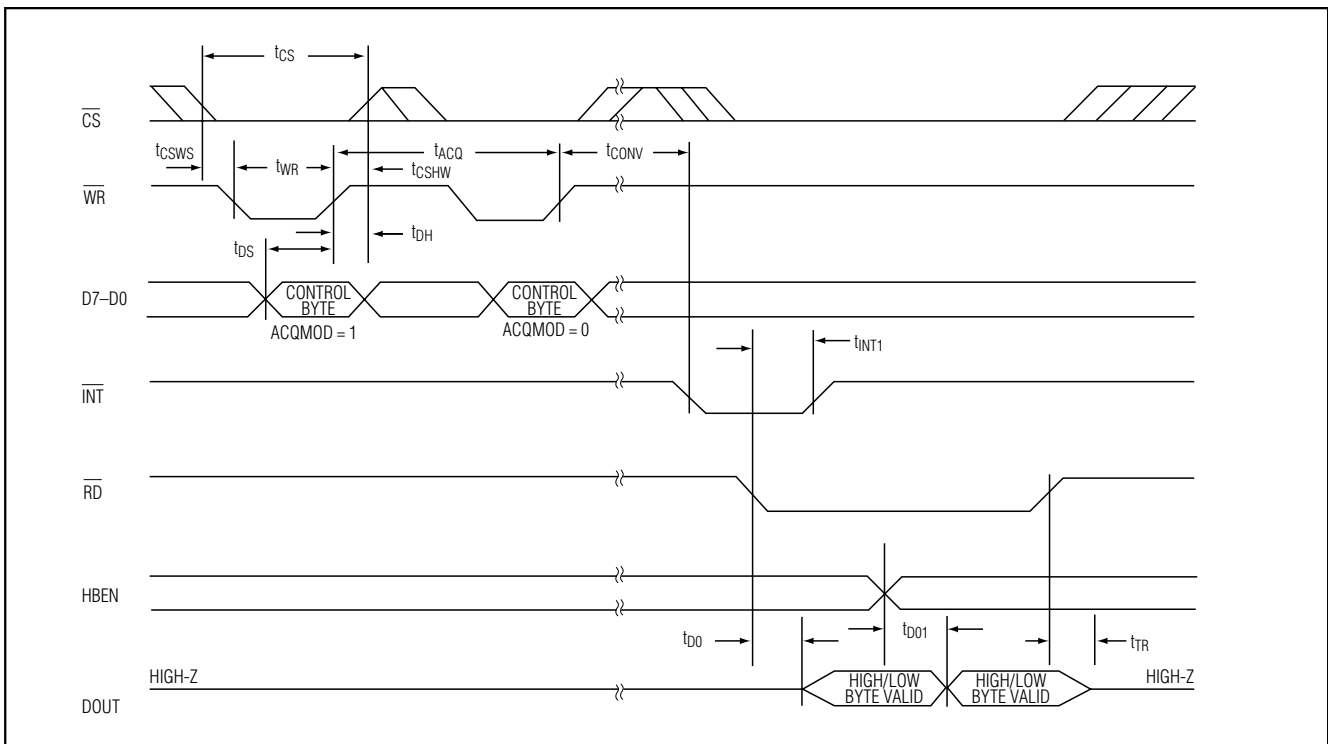 tCS
CS
tCSWS
tWR
tACQ
tCONV
tCSHW
WR
tDH
tDS
D7–D0
CONTROL
BYTE
CONTROL
BYTE
ACQMOD = 1
ACQMOD = 0
tINT1
INT
RD
HBEN
tD0
tD01
tTR
HIGH-Z
HIGH/LOW
BYTE VALID
HIGH/LOW
BYTE VALID
HIGH-Z
DOUT